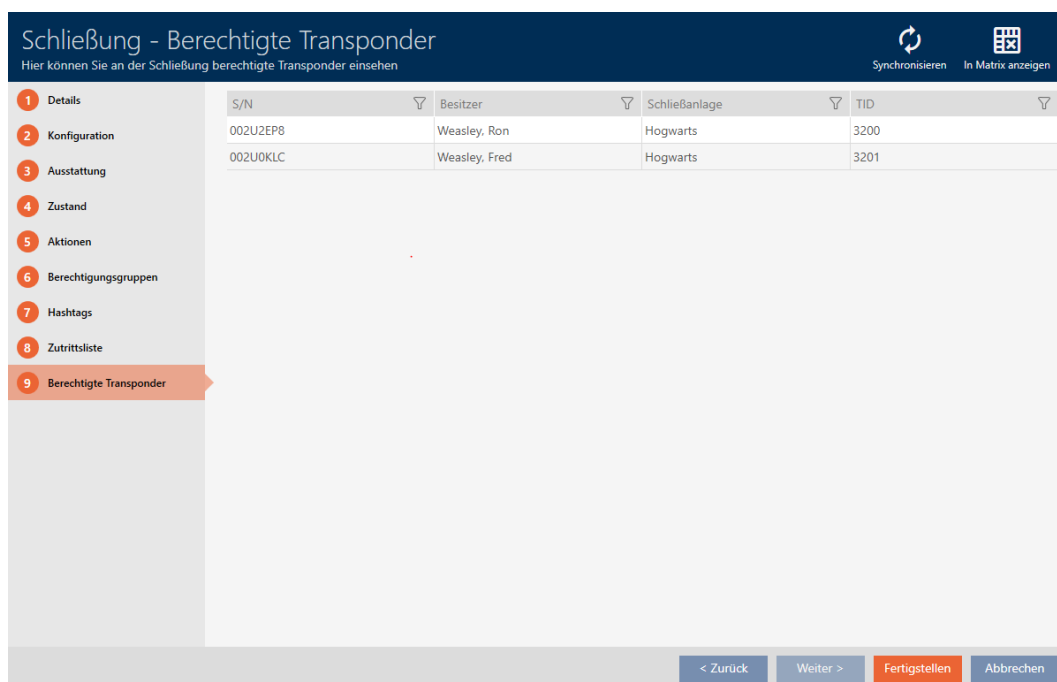 Schließung - Berechtigte Transponder
Hier können Sie an der Schließung berechtigte Transponder einsehen
Synchronisieren In Matrix anzeigen
1 Details
2 Konfiguration
3 Ausstattung
4 Zustand
5 Aktionen
6 Berechtigungsgruppen
7 Hashtags
8 Zutrittsliste
9 Berechtigte Transponder
S/N Besitzer Schließanlage TID
002U2EP8 Weasley, Ron Hogwarts 3200
002U0KLC Weasley, Fred Hogwarts 3201
< Zurück Weiter > Fertigstellen Abbrechen